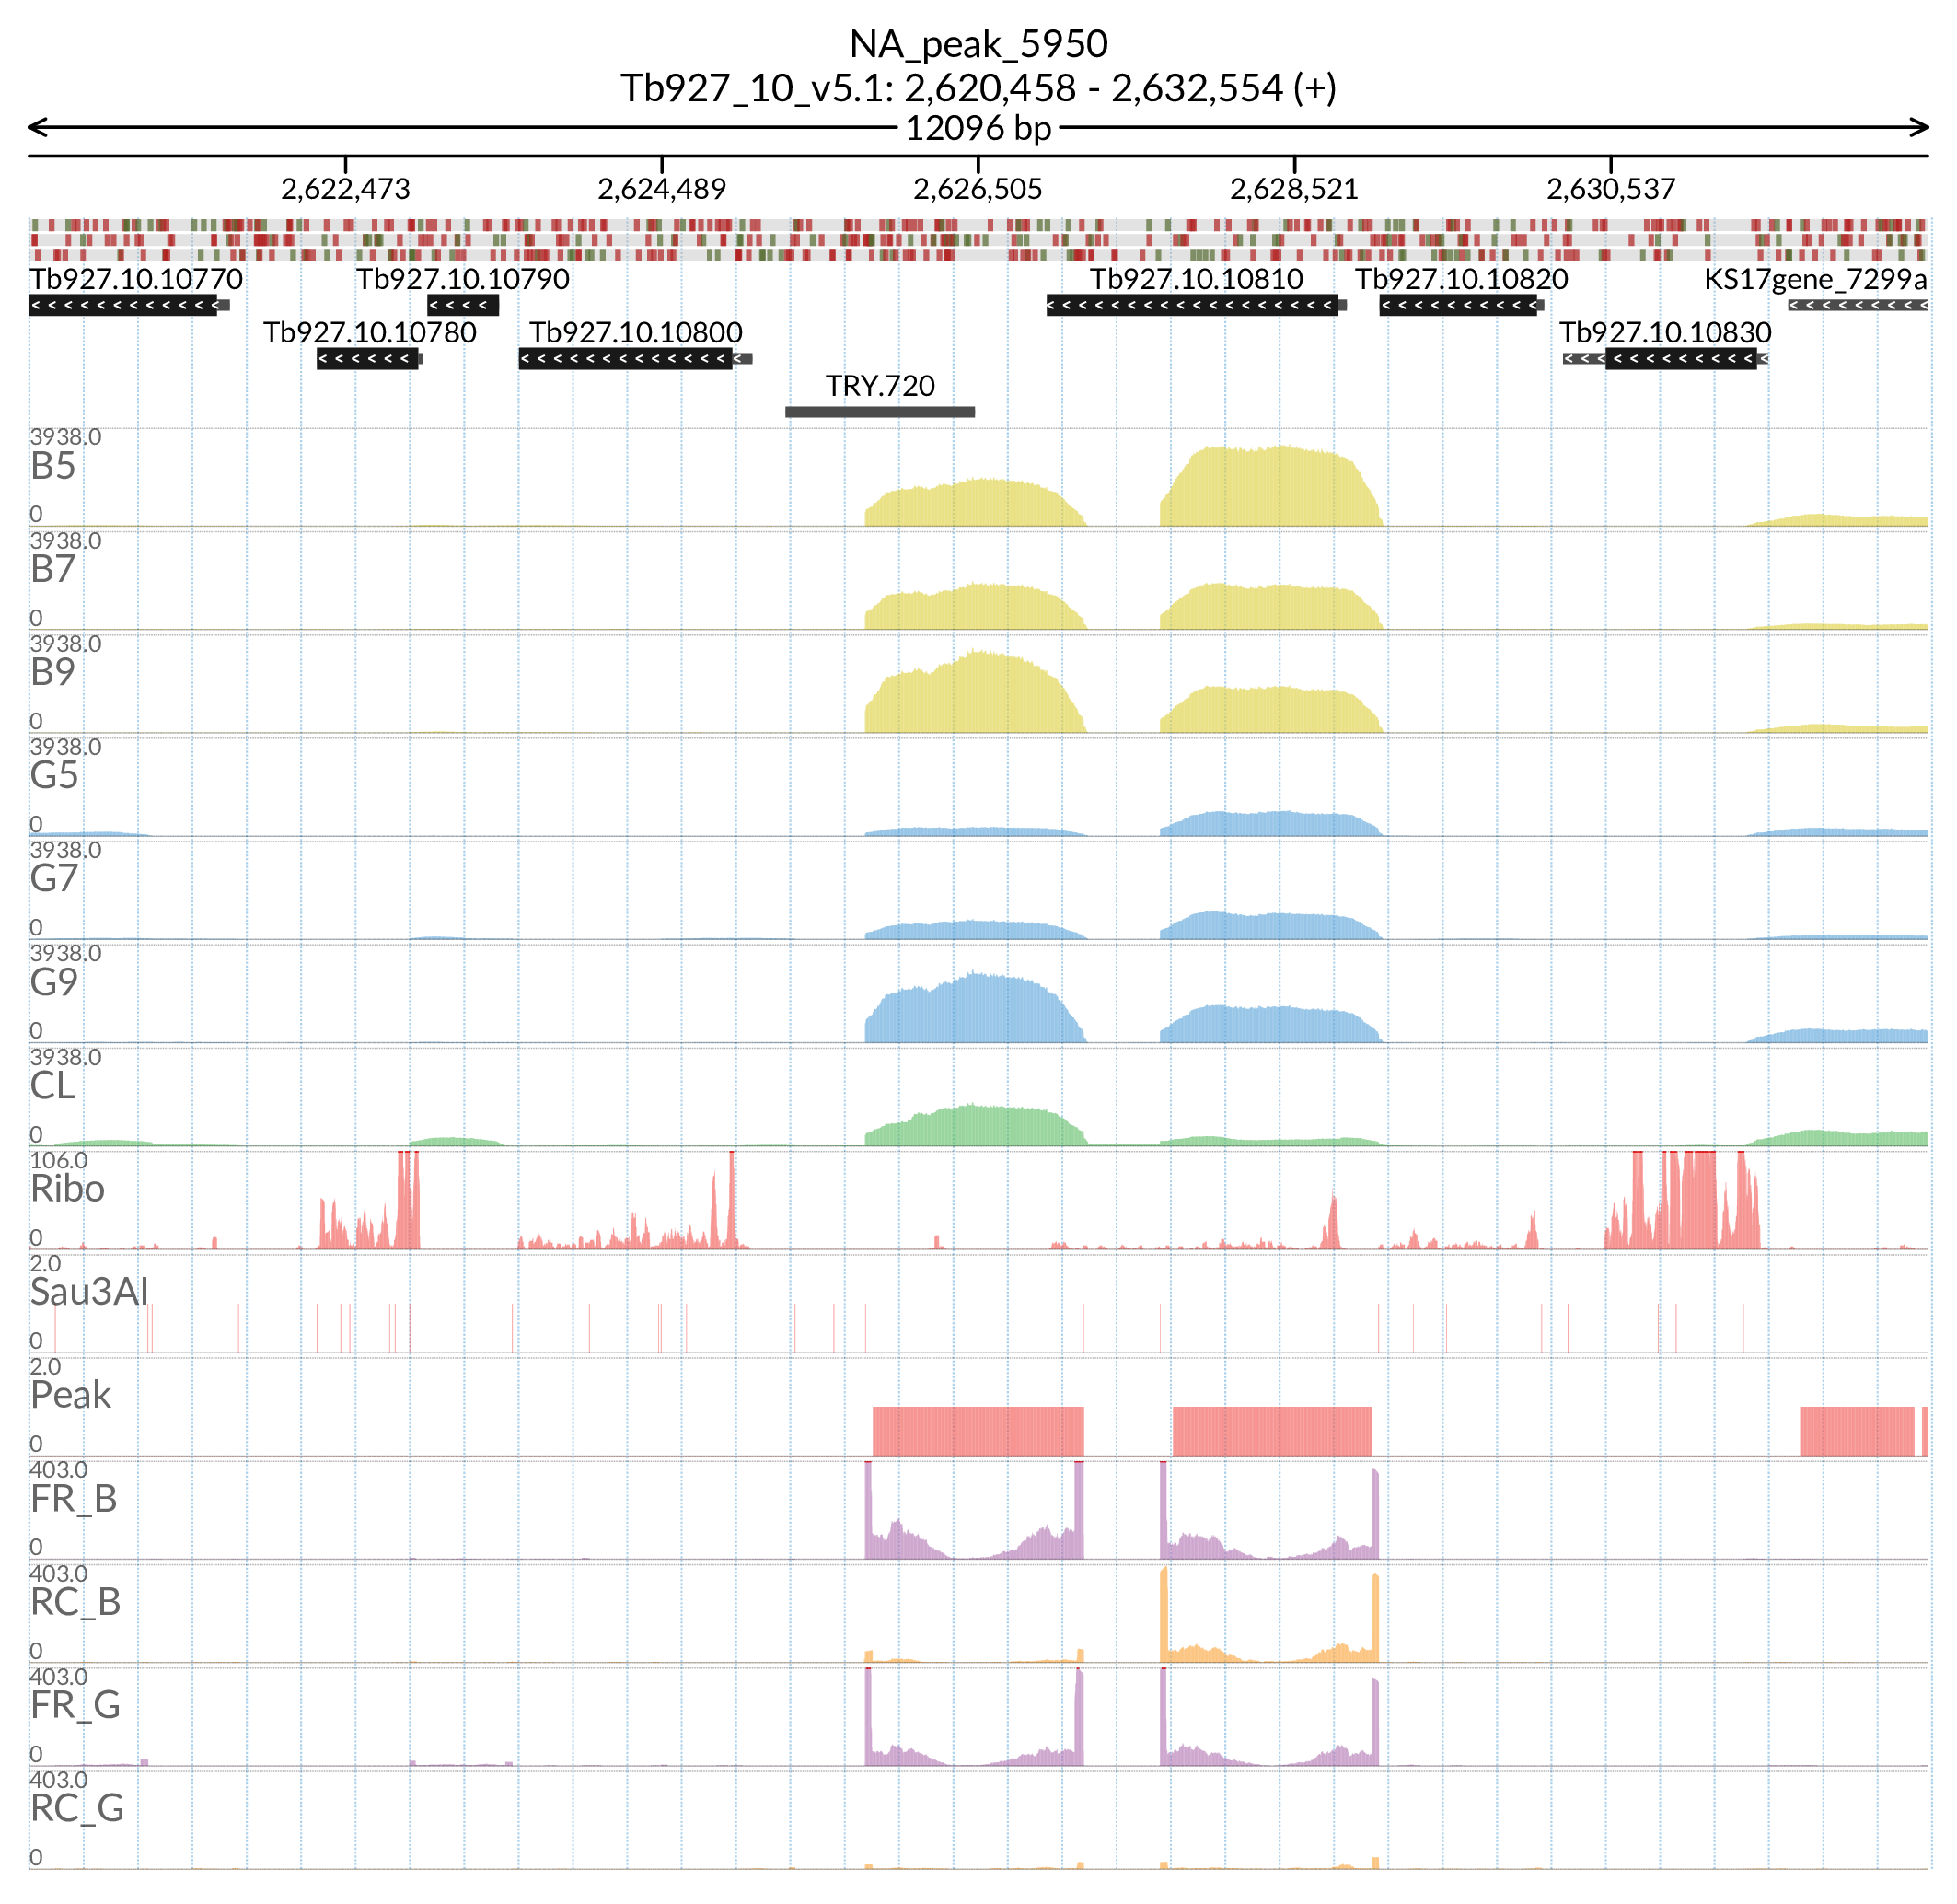 NA_peak_5950
Tb927_10_v5.1: 2,620,458 - 2,632,554 (+)
12096 bp
2,622,473 2,624,489 2,626,505 2,628,521 2,630,537
Tb927.10.10770 Tb927.10.10790 Tb927.10.10810 Tb927.10.10820 KS17gene_7299a
Tb927.10.10780 Tb927.10.10800 Tb927.10.10830
TRY.720
3938.0
B5
0
3938.0
B7
0
3938.0
B9
0
3938.0
G5
0
3938.0
G7
0
3938.0
G9
0
3938.0
CL
0
106.0
Ribo
0
2.0
Sau3AI
0
2.0
Peak
0
403.0
FR_B
0
403.0
RC_B
0
403.0
FR_G
0
403.0
RC_G
0